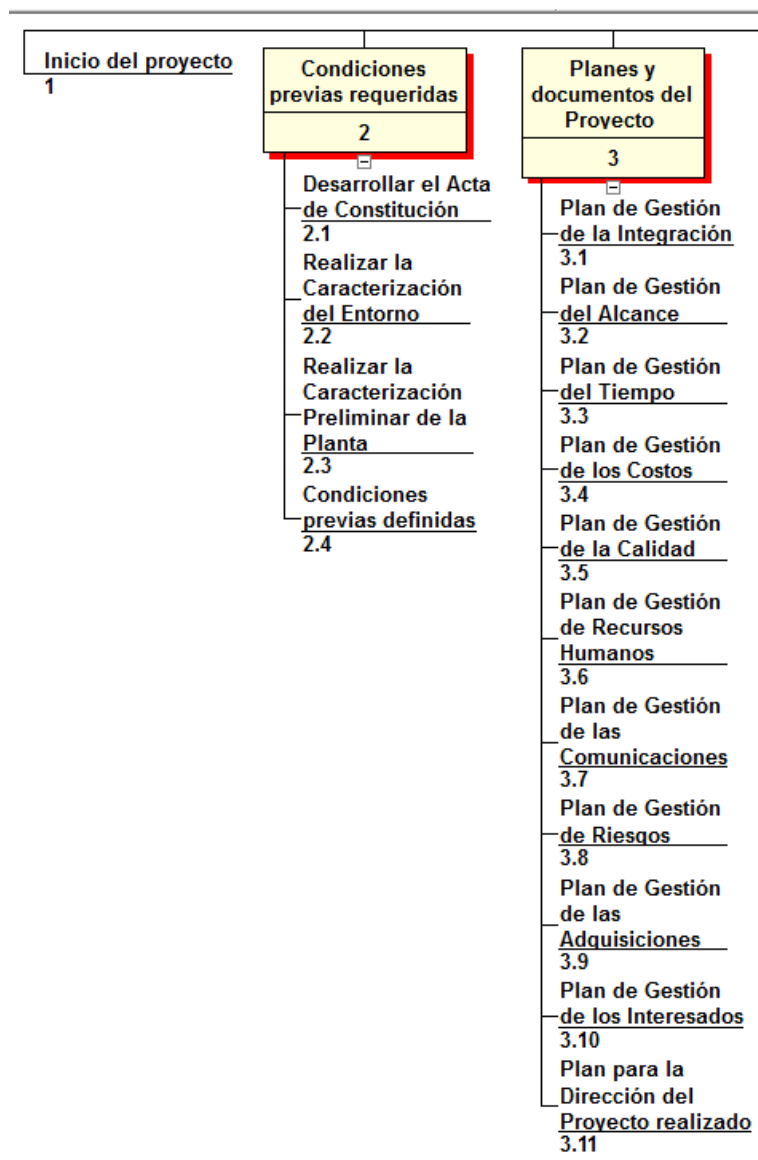 Inicio del proyecto
1
Condiciones
previas requeridas
2
Desarrollar el Acta
de Constitución
2.1
Realizar la
Caracterización
del Entorno
2.2
Realizar la
Caracterización
Preliminar de la
Planta
2.3
Condiciones
previas definidas
2.4
Planes y
documentos del
Proyecto
3
Plan de Gestión
de la Integración
3.1
Plan de Gestión
del Alcance
3.2
Plan de Gestión
del Tiempo
3.3
Plan de Gestión
de los Costos
3.4
Plan de Gestión
de la Calidad
3.5
Plan de Gestión
de Recursos
Humanos
3.6
Plan de Gestión
de las
Comunicaciones
3.7
Plan de Gestión
de Riesgos
3.8
Plan de Gestión
de las
Adquisiciones
3.9
Plan de Gestión
de los Interesados
3.10
Plan para la
Dirección del
Proyecto realizado
3.11